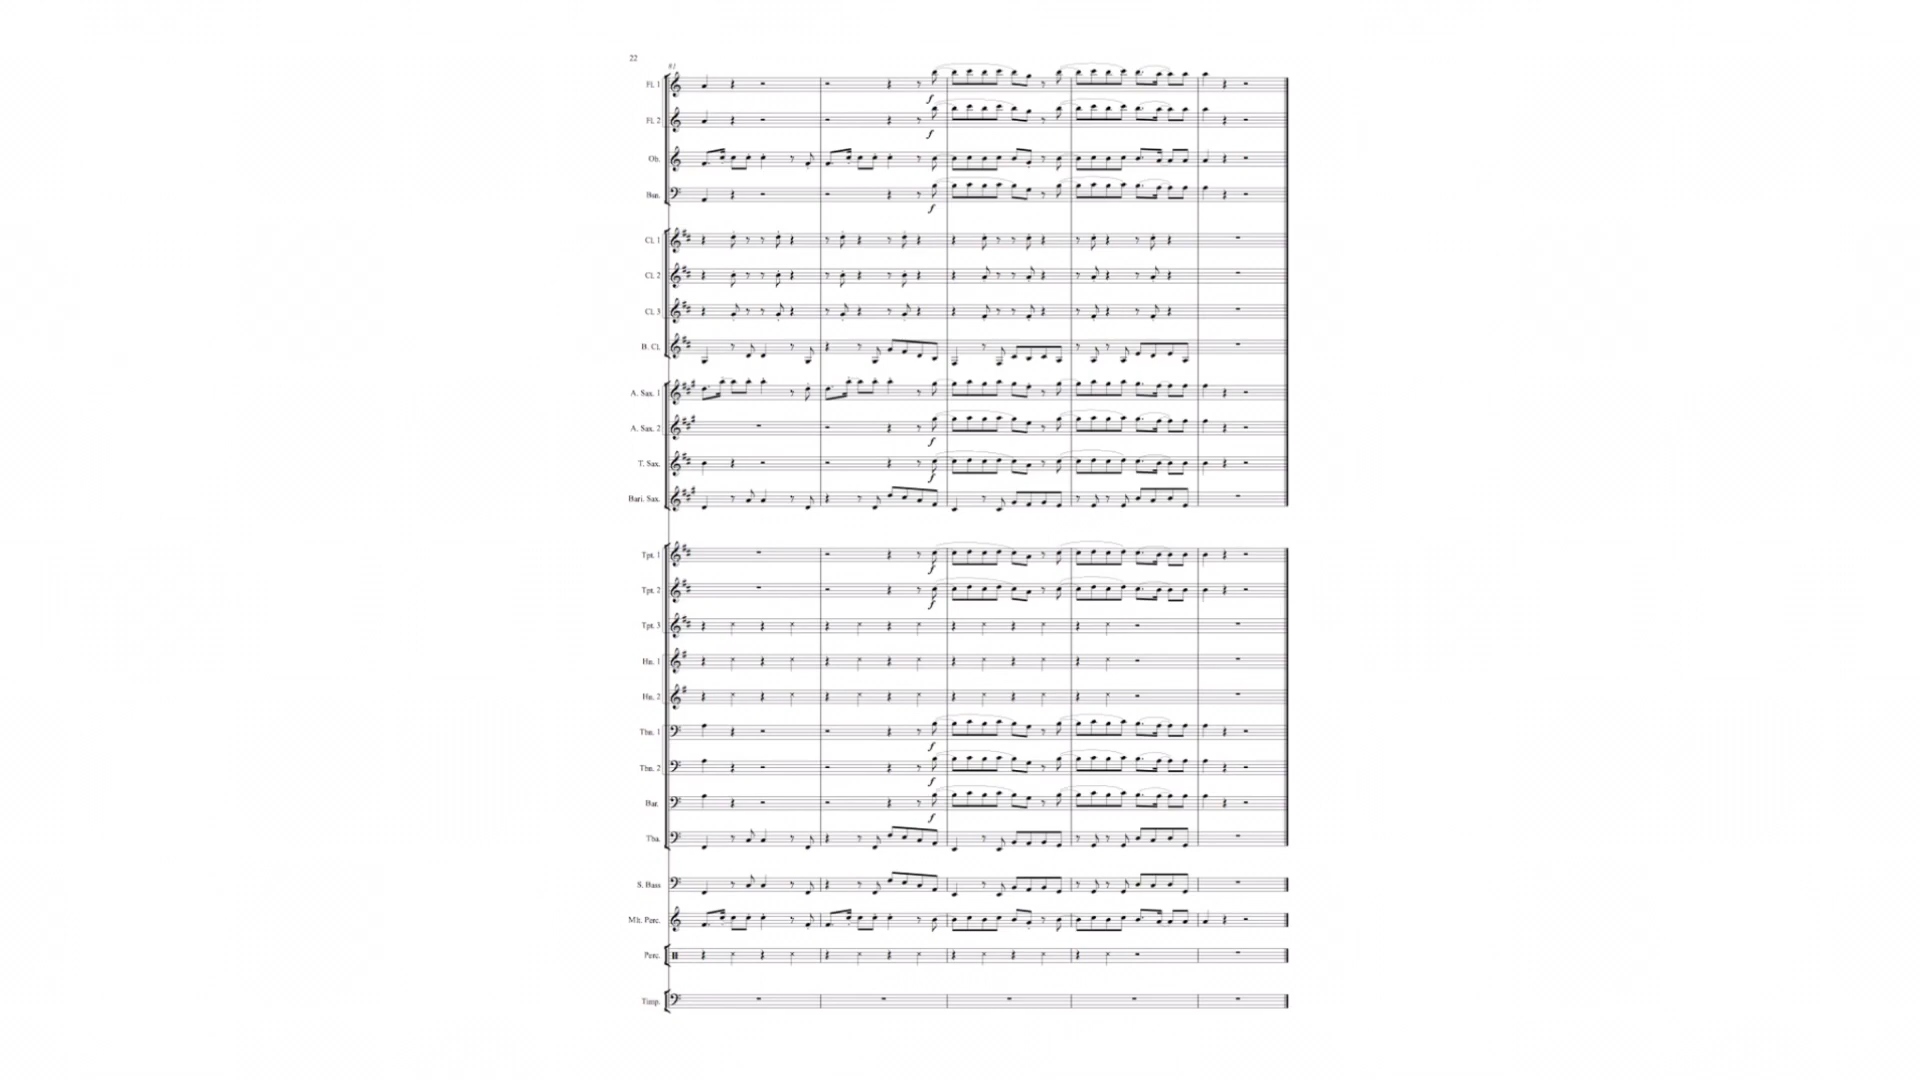 22
81
Fl. 1
Fl. 2
Ob.
Bsn.
Cl. 1
Cl. 2
Cl. 3
B. Cl.
A. Sax. 1
A. Sax. 2
T. Sax.
Bari. Sax.
Tpt. 1
Tpt. 2
Tpt. 3
Hn. 1
Hn. 2
Tbn. 1
Tbn. 2
Bar.
Tba.
S. Bass
Mlt. Perc.
Perc.
Timp.